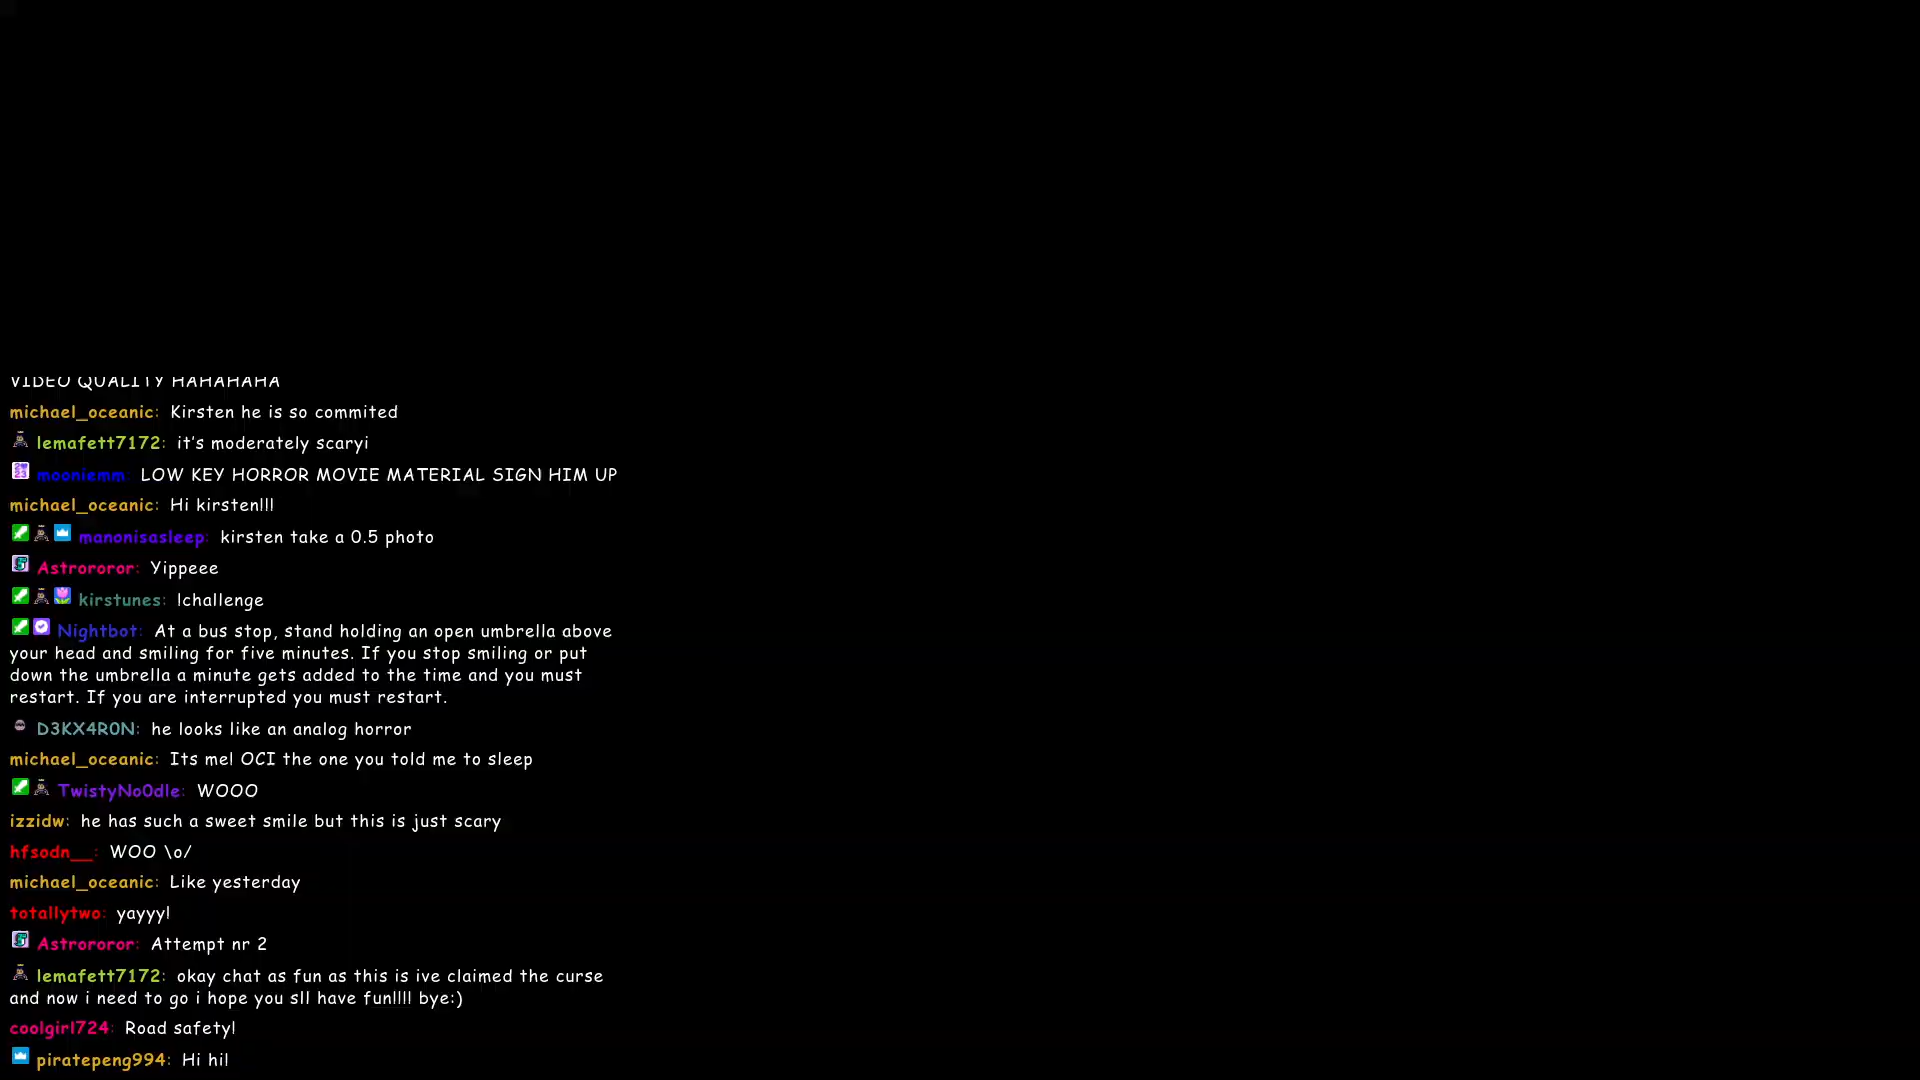 VIDEO QUALITY HAHAHAHA
michael_oceanic: Kirsten he is so commited
lemafett7172: it's moderately scaryi
mooniemm: LOW KEY HORROR MOVIE MATERIAL SIGN HIM UP
michael_oceanic: Hi kirsten!!!
manonisasleep: kirsten take a 0.5 photo
Astrororor: Yippeee
kirstunes: !challenge
Nightbot: At a bus stop, stand holding an open umbrella above
your head and smiling for five minutes. If you stop smiling or put
down the umbrella a minute gets added to the time and you must
restart. If you are interrupted you must restart.
D3KX4R0N: he looks like an analog horror
michael_oceanic: Its me! OCI the one you told me to sleep
TwistyNo0dle: WOOO
izzidw: he has such a sweet smile but this is just scary
hfsodn__: WOO \o/
michael_oceanic: Like yesterday
totallytwo: yayyy!
Astrororor: Attempt nr 2
lemafett7172: okay chat as fun as this is ive claimed the curse
and now i need to go i hope you sll have fun!!!! bye:)
coolgirl724: Road safety!
piratepeng994: Hi hi!